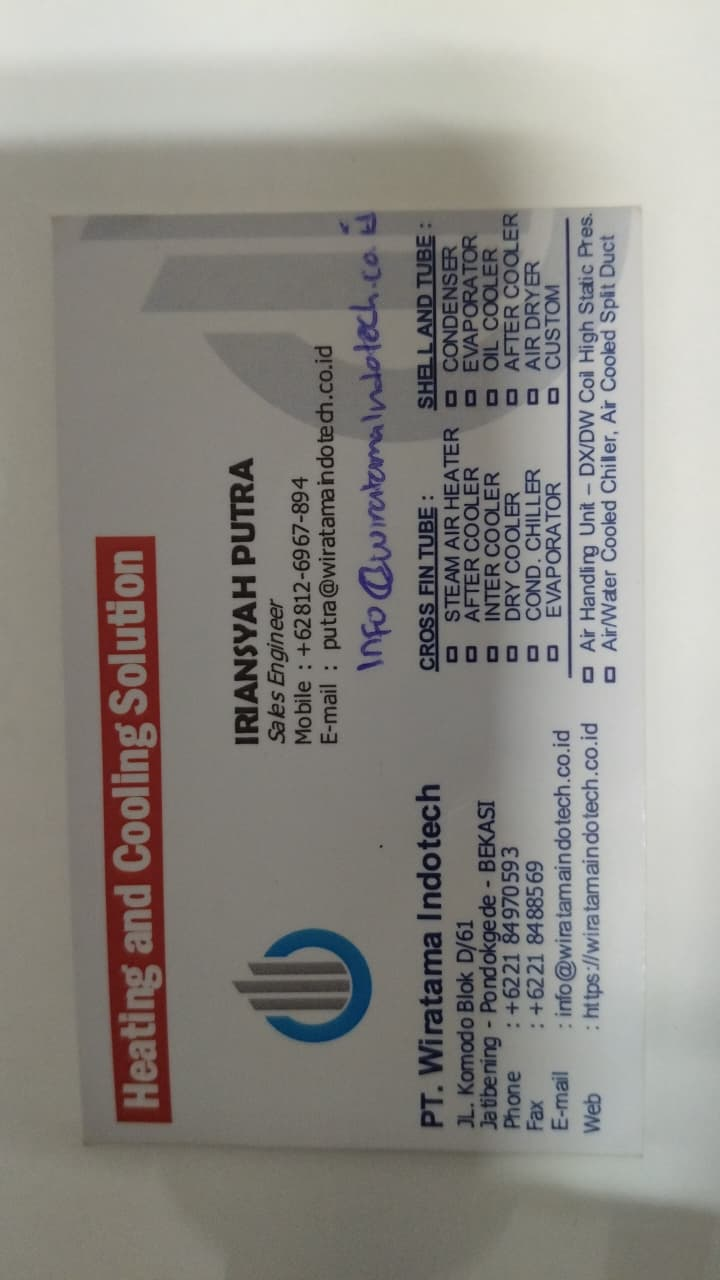 Heating and Cooling Solution
IRIANSYAH PUTRA
Sales Engineer
Mobile : +62812-6967-894
E-mail : putra@wiratamaindotech.co.id
Info@wiratamaIndotech.co.id
PT. Wiratama Indotech
JL. Komodo Blok D/61
Jatibening - Pondokgede - BEKASI
Phone : +6221 84970593
Fax : +6221 8488569
E-mail : info@wiratamaindotech.co.id
Web : https://wiratamaindotech.co.id
CROSS FIN TUBE :
STEAM AIR HEATER
AFTER COOLER
INTER COOLER
DRY COOLER
COND. CHILLER
EVAPORATOR
SHELL AND TUBE :
CONDENSER
EVAPORATOR
OIL COOLER
AFTER COOLER
AIR DRYER
CUSTOM
Air Handling Unit – DX/DW Coil High Static Pres.
Air/Water Cooled Chiller, Air Cooled Split Duct